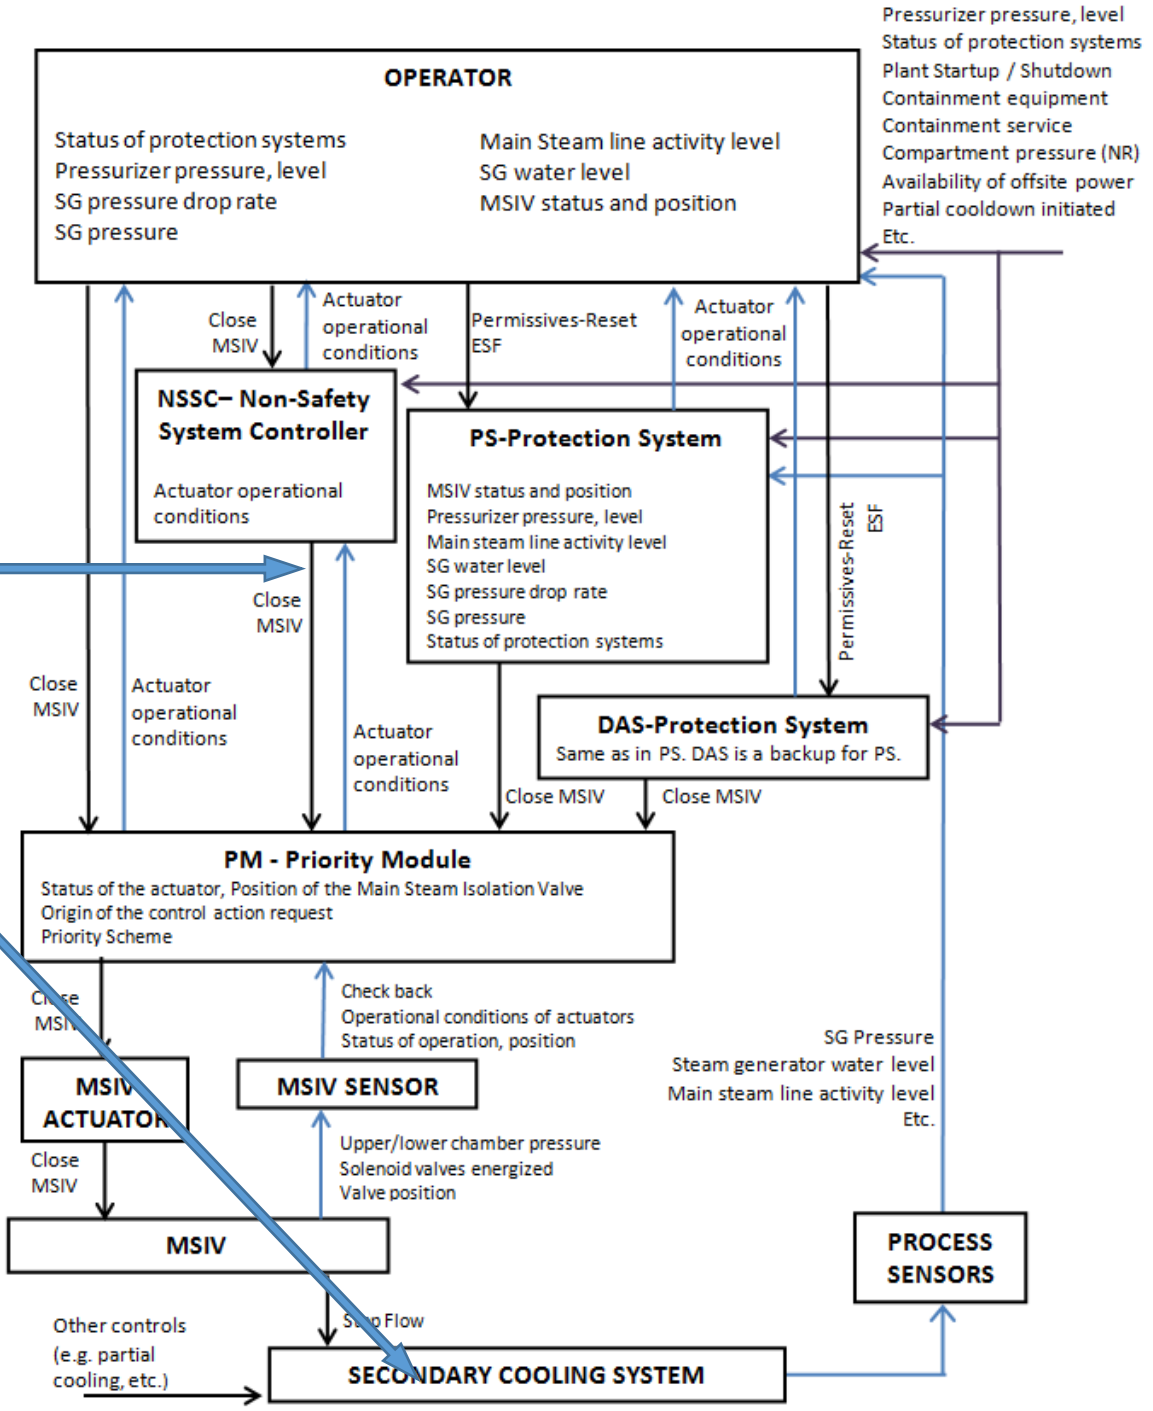 Pressurizer pressure, level
Status of protection systems
Plant Startup / Shutdown
Containment equipment
Containment service
Compartment pressure (NR)
Availability of offsite power
Partial cooldown initiated
Etc.
OPERATOR
Status of protection systems
Pressurizer pressure, level
SG pressure drop rate
SG pressure
Main Steam line activity level
SG water level
MSIV status and position
Close
MSIV
Actuator
operational
conditions
Permissives-Reset
ESF
Actuator
operational
conditions
NSSC– Non-Safety
System Controller
Actuator operational
conditions
PS-Protection System
MSIV status and position
Pressurizer pressure, level
Main steam line activity level
SG water level
SG pressure drop rate
SG pressure
Status of protection systems
Permissives-Reset
ESF
Close
MSIV
Close
MSIV
Actuator
operational
conditions
Actuator
operational
conditions
DAS-Protection System
Same as in PS. DAS is a backup for PS.
Close MSIV
Close MSIV
PM - Priority Module
Status of the actuator, Position of the Main Steam Isolation Valve
Origin of the control action request
Priority Scheme
Close
MSIV
Check back
Operational conditions of actuators
Status of operation, position
MSIV
ACTUATOR
MSIV SENSOR
SG Pressure
Steam generator water level
Main steam line activity level
Etc.
Close
MSIV
Upper/lower chamber pressure
Solenoid valves energized
Valve position
MSIV
PROCESS
SENSORS
Stop Flow
Other controls
(e.g. partial
cooling, etc.)
SECONDARY COOLING SYSTEM